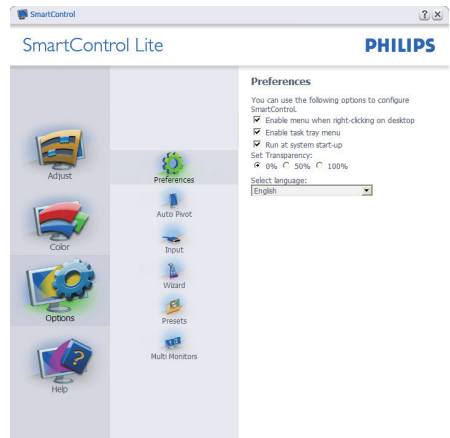 SmartControl
? x
SmartControl Lite
PHILIPS
Adjust
Color
Options
Help
Preferences
Auto Pivot
Input
Wizard
Presets
Multi Monitors
Preferences
You can use the following options to configure
SmartControl.
Enable menu when right-clicking on desktop
Enable task tray menu
Run at system start-up
Set Transparency:
0% 50% 100%
Select language:
English